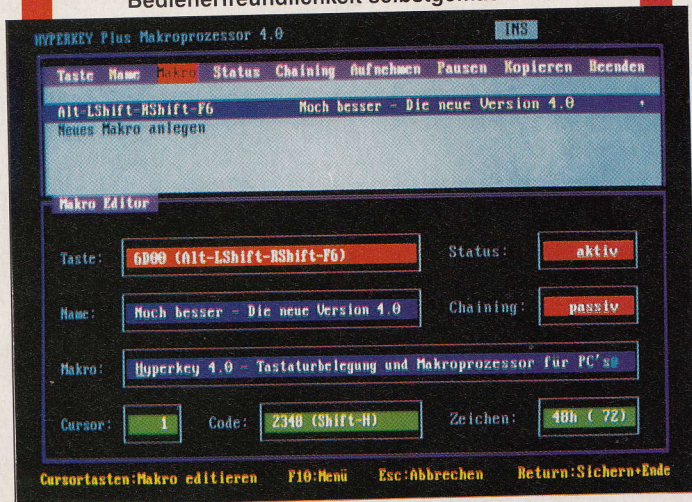 Bedienerfreundlichkeit selbstgemacht
HYPERKEY Plus Makroprozessor 4.0 INS
Taste Name Makro Status Chaining Aufnehmen Pausen Kopieren Beenden
Alt-LShift-RShift-F6 Noch besser - Die neue Version 4.0
Neues Makro anlegen
Makro Editor
Taste: 6D00 (Alt-LShift-RShift-F6) Status: aktiv
Name: Noch besser - Die neue Version 4.0 Chaining: passiv
Makro: Hyperkey 4.0 - Tastaturbelegung und Makroprozessor für PC's
Cursor: 1 Code: 2348 (Shift-H) Zeichen: 48h ( 72)
Cursortasten:Makro editieren F10:Menü Esc:Abbrechen Return:Sichern+Ende